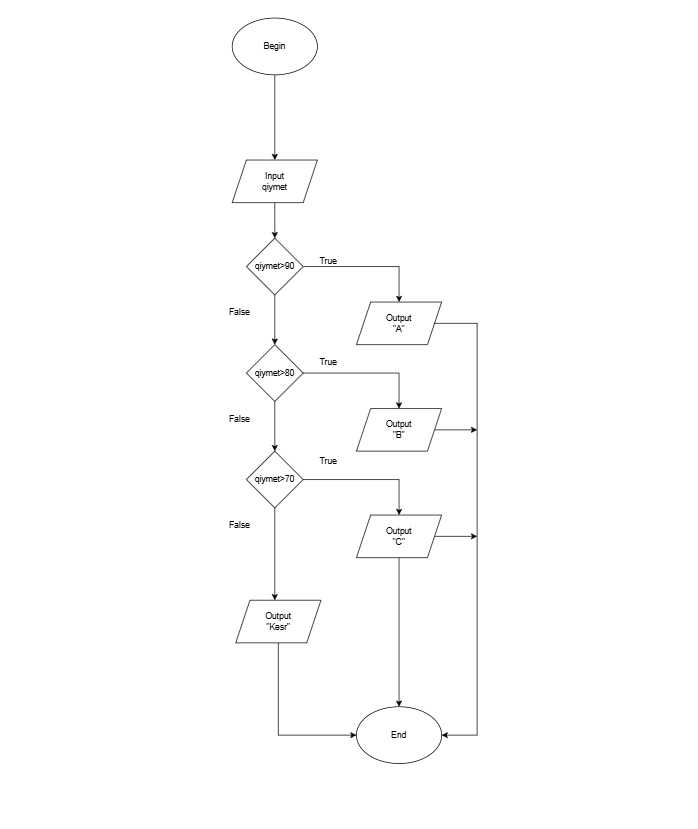 Begin
Input
qiymet
qiymet>90
True
False
Output
"A"
qiymet>80
True
False
Output
"B"
qiymet>70
True
False
Output
"C"
Output
"Kəsr"
End